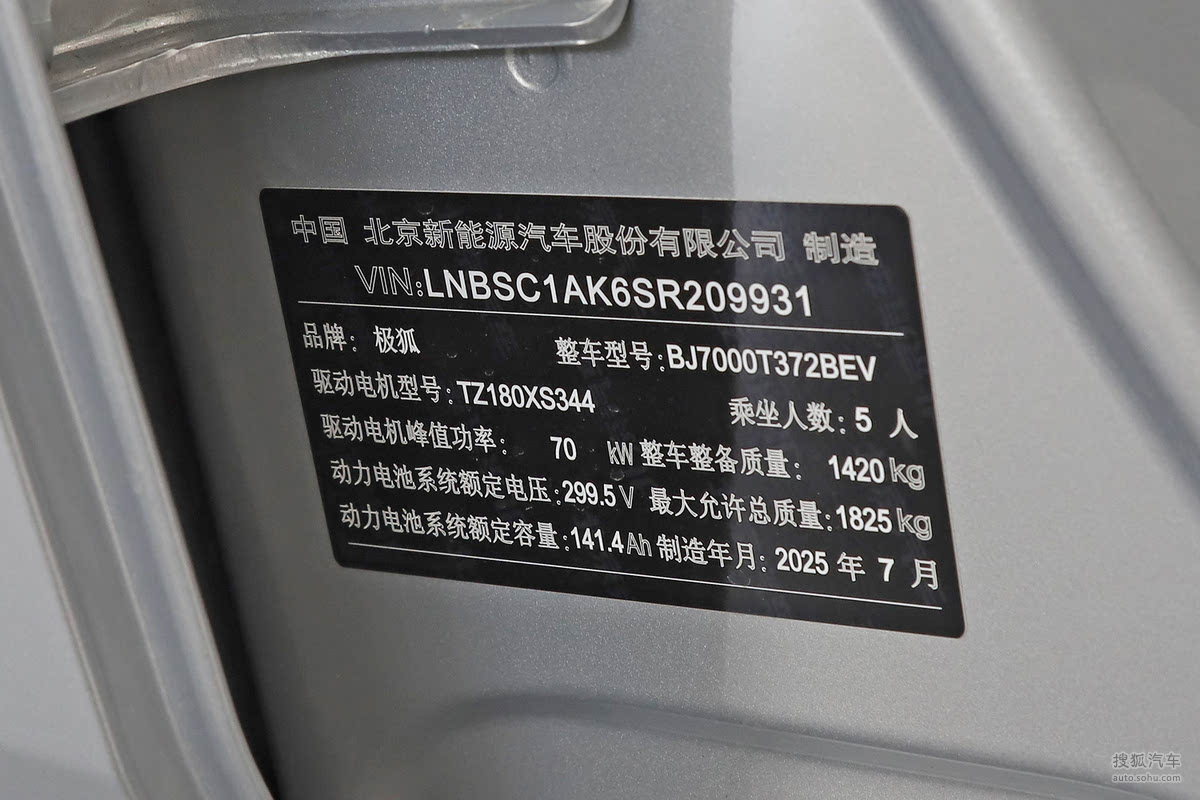 中国 北京新能源汽车股份有限公司 制造
VIN:LNBSC1AK6SR209931
品牌: 极狐 整车型号:BJ7000T372BEV
驱动电机型号:TZ180XS344 乘坐人数: 5 人
驱动电机峰值功率: 70 kW 整车整备质量: 1420 kg
动力电池系统额定电压:299.5 V 最大允许总质量:1825 kg
动力电池系统额定容量:141.4 Ah 制造年月: 2025 年 7 月
搜狐汽车
auto.sohu.com